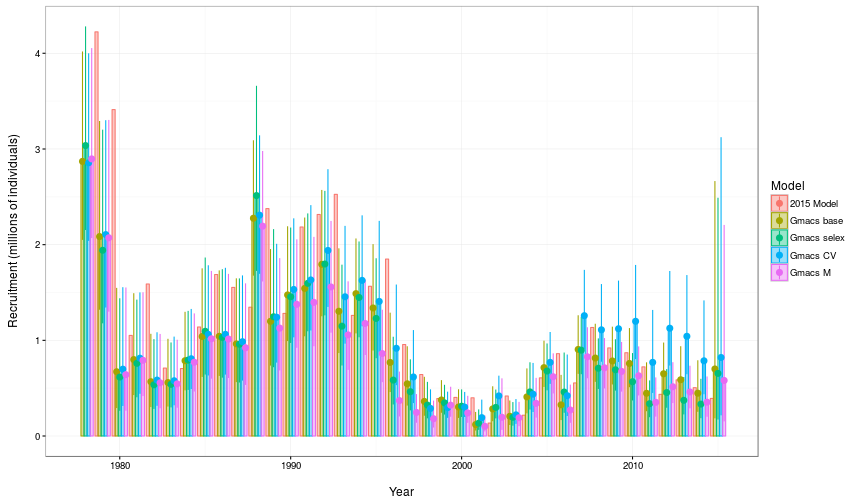 Recruitment (millions of individuals)
4
3
2
1
0
1980
1990
2000
2010
Year
Model
2015 Model
Gmacs base
Gmacs selex
Gmacs CV
Gmacs M